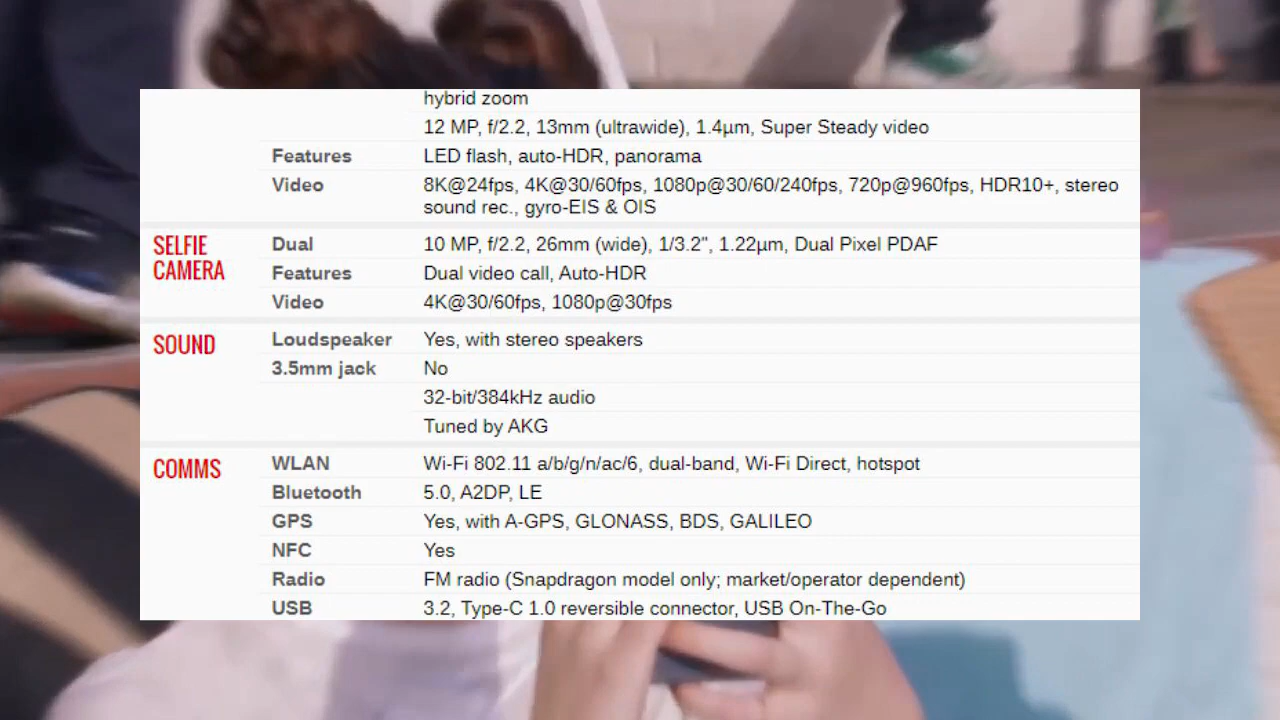 hybrid zoom
12 MP, f/2.2, 13mm (ultrawide), 1.4µm, Super Steady video
Features LED flash, auto-HDR, panorama
Video 8K@24fps, 4K@30/60fps, 1080p@30/60/240fps, 720p@960fps, HDR10+, stereo
sound rec., gyro-EIS & OIS
SELFIE CAMERA Dual 10 MP, f/2.2, 26mm (wide), 1/3.2", 1.22µm, Dual Pixel PDAF
Features Dual video call, Auto-HDR
Video 4K@30/60fps, 1080p@30fps
SOUND Loudspeaker Yes, with stereo speakers
3.5mm jack No
32-bit/384kHz audio
Tuned by AKG
COMMS WLAN Wi-Fi 802.11 a/b/g/n/ac/6, dual-band, Wi-Fi Direct, hotspot
Bluetooth 5.0, A2DP, LE
GPS Yes, with A-GPS, GLONASS, BDS, GALILEO
NFC Yes
Radio FM radio (Snapdragon model only; market/operator dependent)
USB 3.2, Type-C 1.0 reversible connector, USB On-The-Go